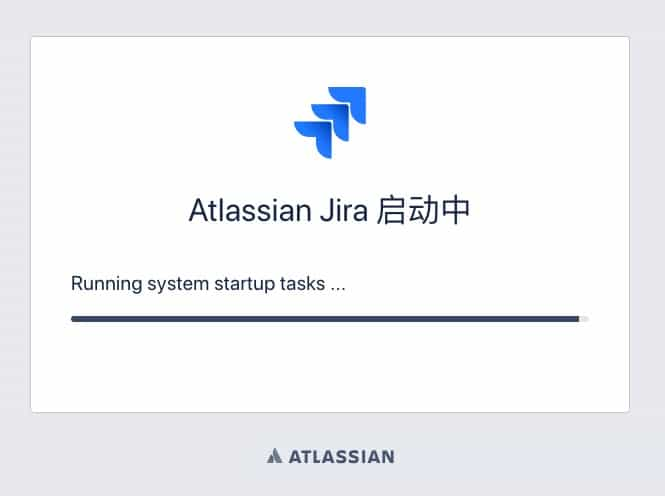 Atlassian Jira 启动中
Running system startup tasks ...
ATLASSIAN